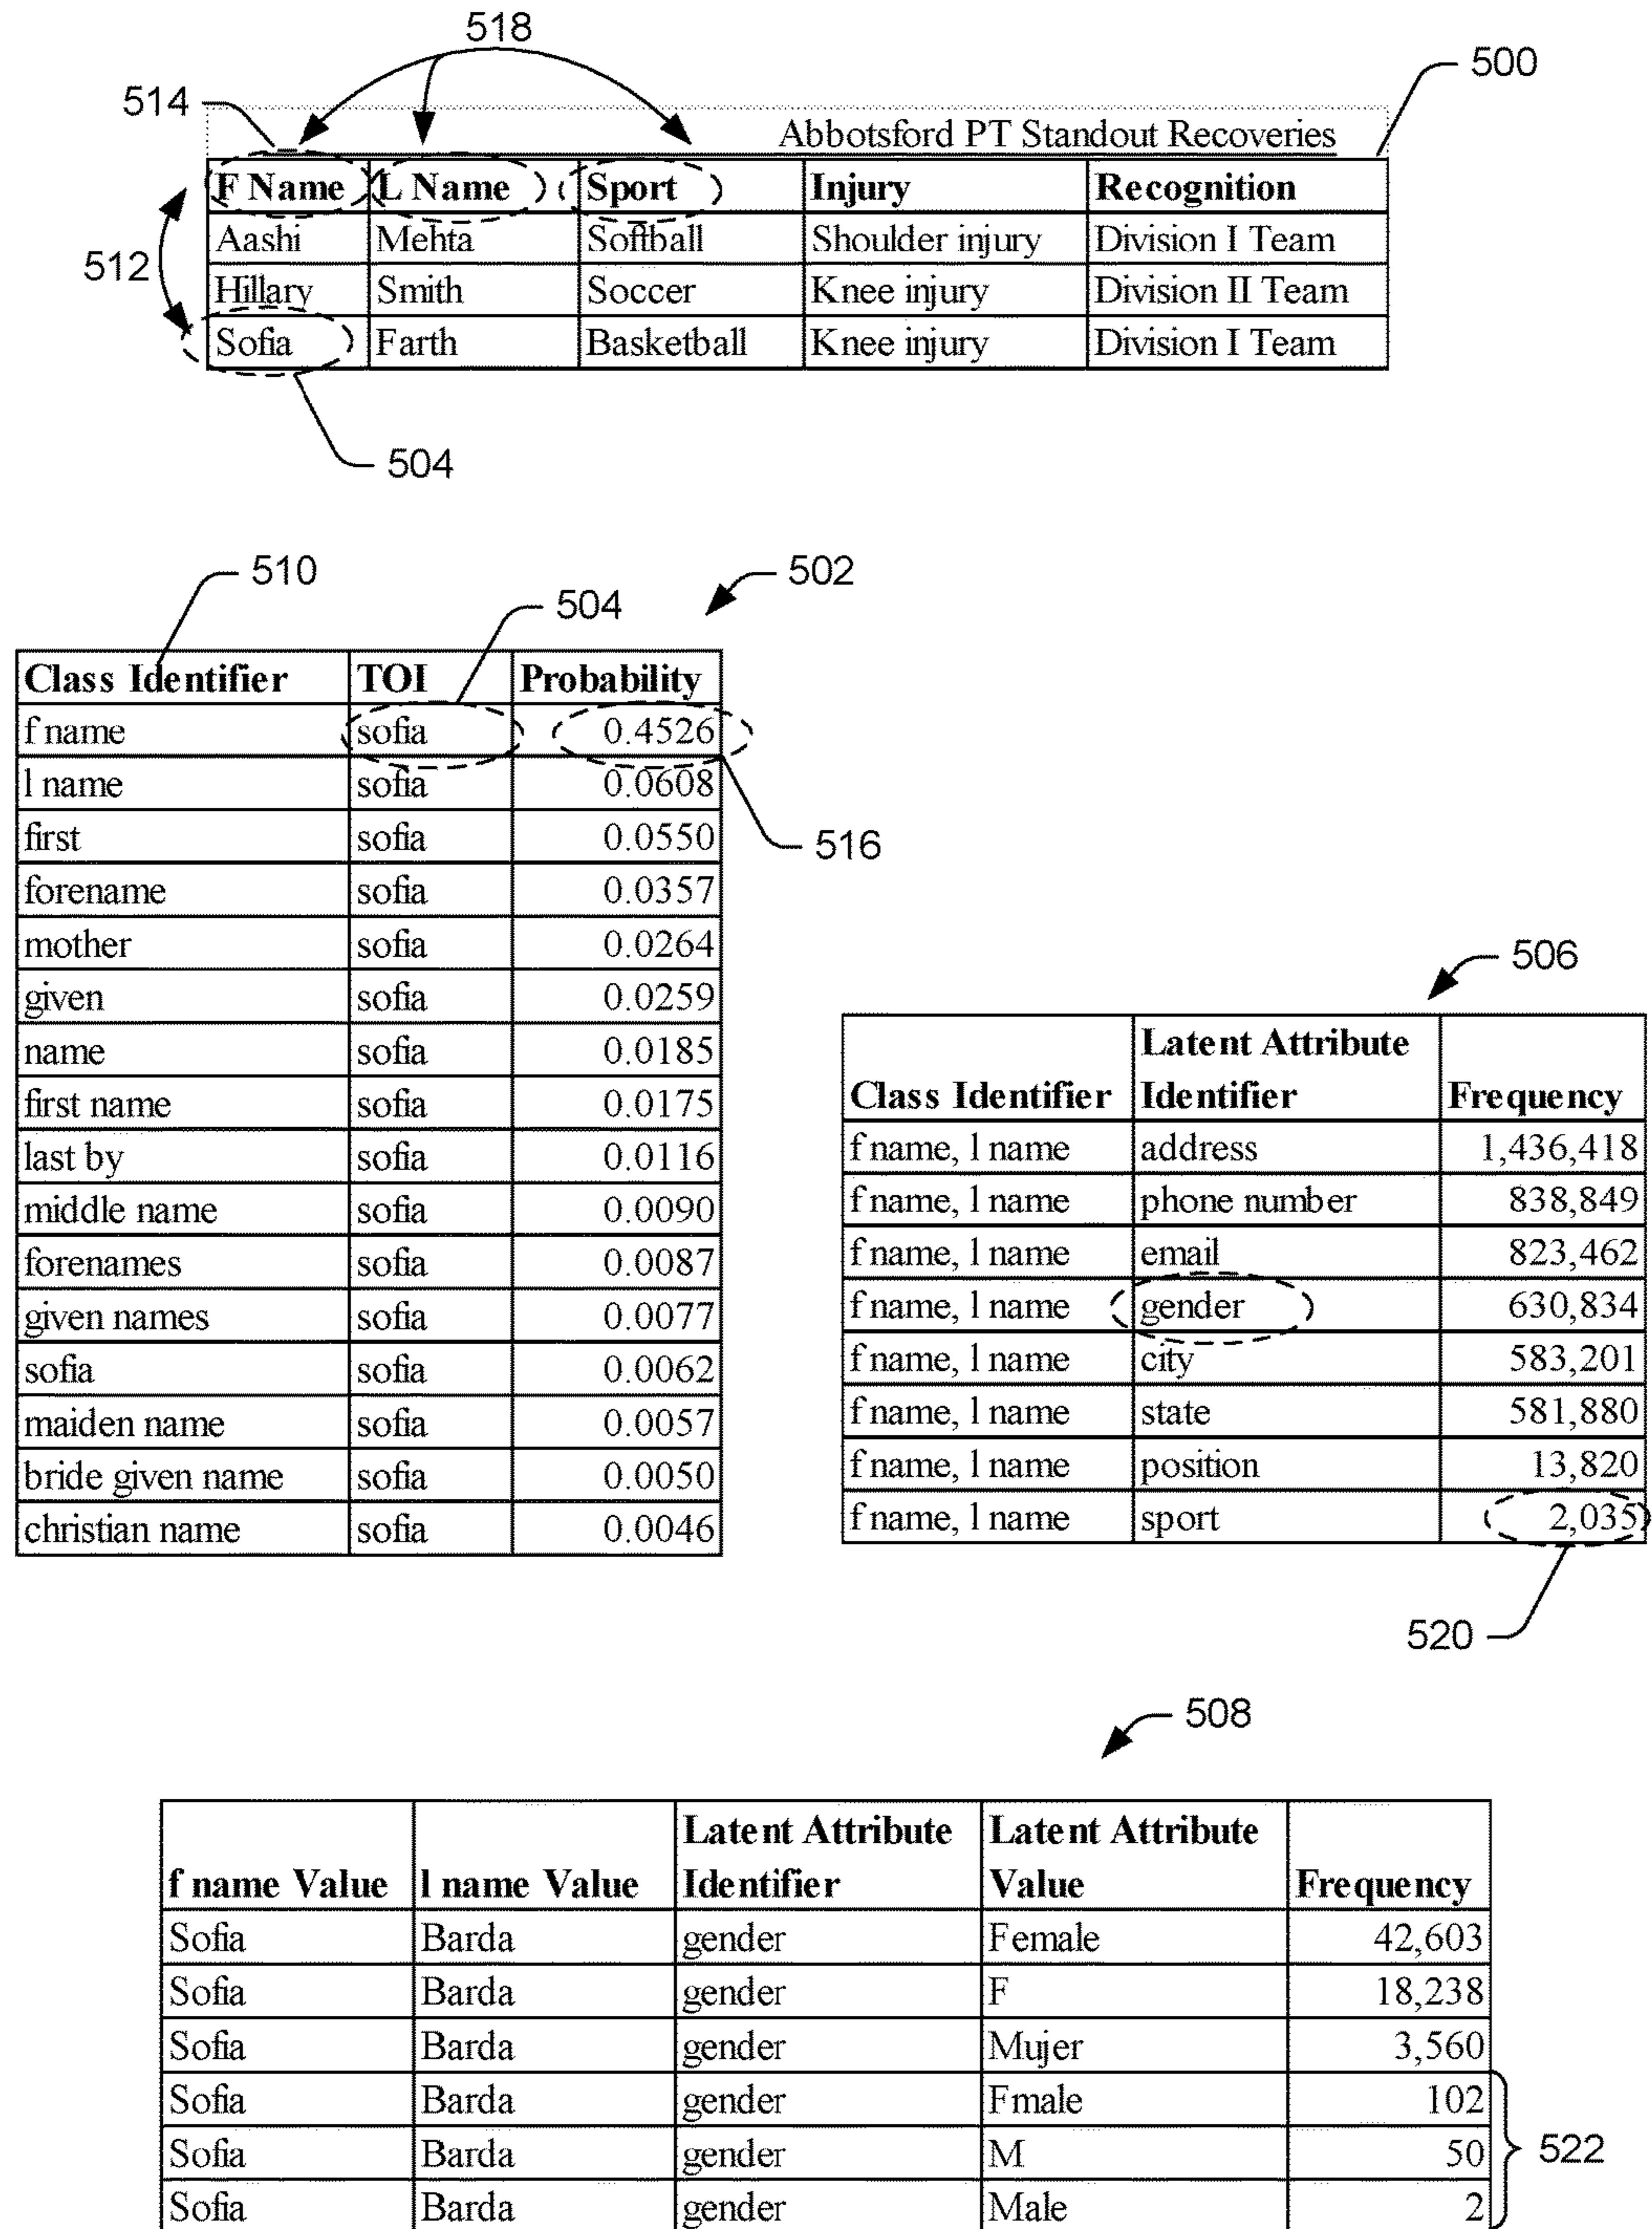 518
500
514
Abbotsford PT Standout Recoveries
F Name L Name Sport Injury Recognition
Aashi Mehta Softball Shoulder injury Division I Team
512
Hillary Smith Soccer Knee injury Division II Team
Sofia Farth Basketball Knee injury Division I Team
504
510
502
504
Class Identifier TOI Probability
f name sofia 0.4526
l name sofia 0.0608
first sofia 0.0550
516
forename sofia 0.0357
mother sofia 0.0264
given sofia 0.0259
name sofia 0.0185
first name sofia 0.0175
last by sofia 0.0116
middle name sofia 0.0090
forenames sofia 0.0087
given names sofia 0.0077
sofia sofia 0.0062
maiden name sofia 0.0057
bride given name sofia 0.0050
christian name sofia 0.0046
506
Latent Attribute
Class Identifier Identifier Frequency
f name, l name address 1,436,418
f name, l name phone number 838,849
f name, l name email 823,462
f name, l name gender 630,834
f name, l name city 583,201
f name, l name state 581,880
f name, l name position 13,820
f name, l name sport 2,035
520
508
Latent Attribute Latent Attribute
f name Value l name Value Identifier Value Frequency
Sofia Barda gender Female 42,603
Sofia Barda gender F 18,238
Sofia Barda gender Mujer 3,560
Sofia Barda gender Fmale 102
Sofia Barda gender M 50
522
Sofia Barda gender Male 2